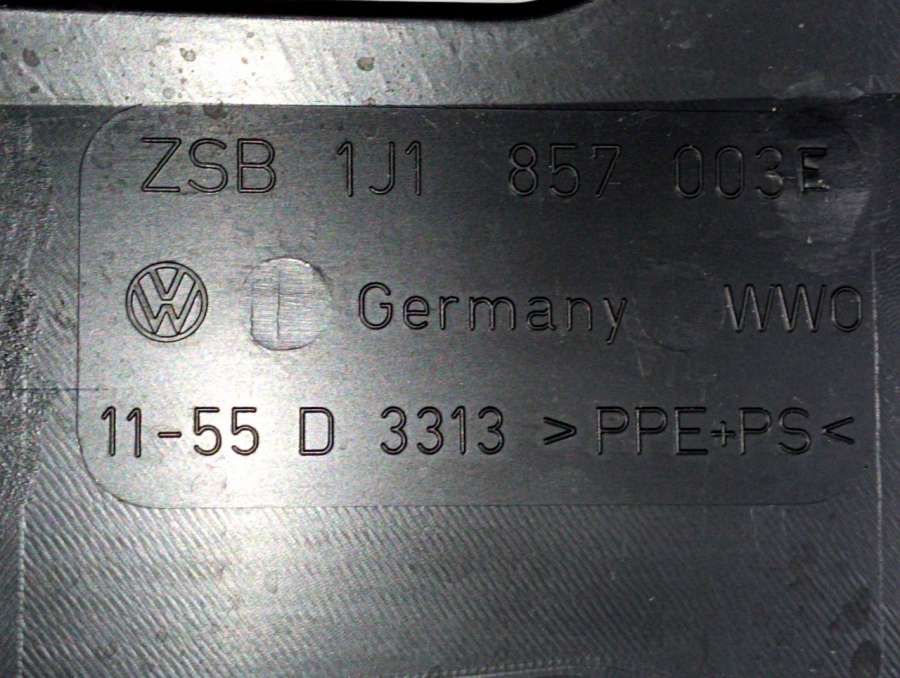 ZSB 1J1 857 003E
Germany WWO
11-55 D 3313 >PPE+PS<